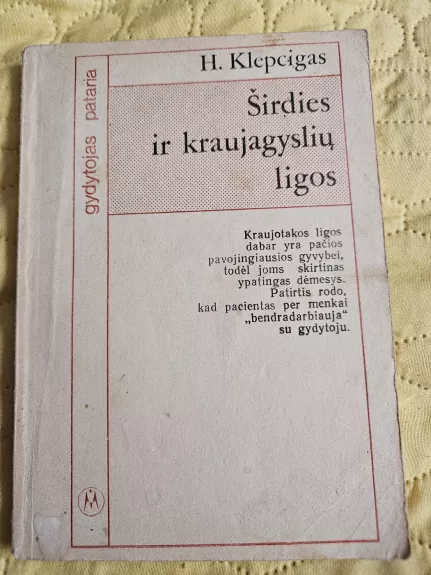 gydytojas pataria
H. Klepcigas
Širdies
ir kraujagyslių
ligos
Kraujotakos ligos
dabar yra pačios
pavojingiausios gyvybei,
todėl joms skirtinas
ypatingas dėmesys.
Patirtis rodo,
kad pacientas per menkai
„bendradarbiauja“
su gydytoju.
M